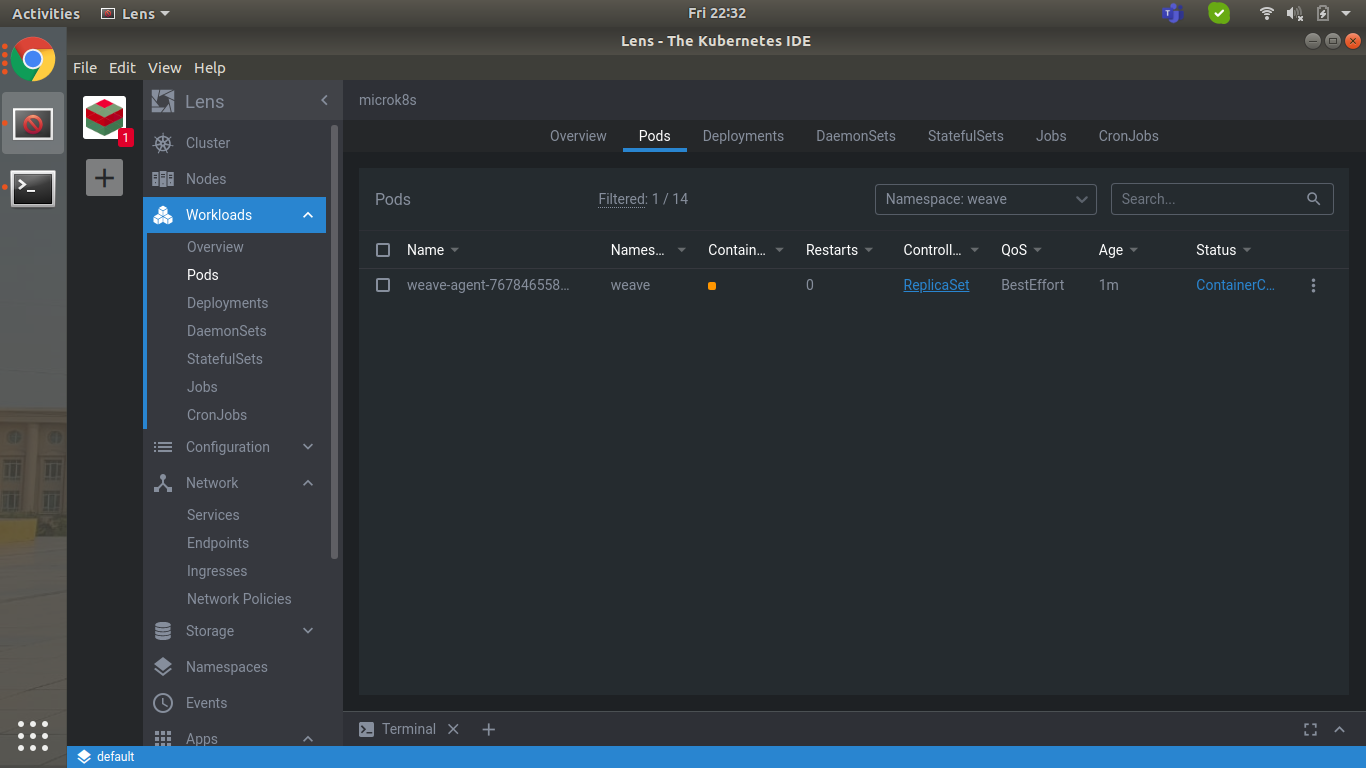 Activities Lens Fri 22:32
Lens - The Kubernetes IDE
File Edit View Help
1
Lens
microk8s
Cluster
Nodes
Workloads
Overview
Pods
Deployments
DaemonSets
StatefulSets
Jobs
CronJobs
Configuration
Network
Services
Endpoints
Ingresses
Network Policies
Storage
Namespaces
Events
Apps
Overview Pods Deployments DaemonSets StatefulSets Jobs CronJobs
Pods Filtered: 1 / 14 Namespace: weave Search...
Name Names... Contain... Restarts Controll... QoS Age Status
weave-agent-767846558... weave 0 ReplicaSet BestEffort 1m ContainerC...
Terminal
default